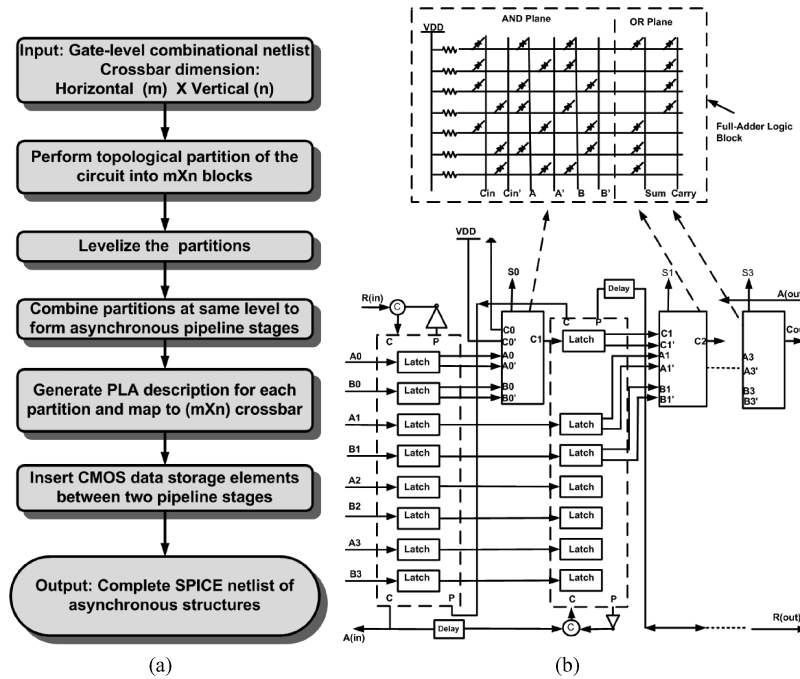 Input: Gate-level combinational netlist
Crossbar dimension:
Horizontal (m) X Vertical (n)
Perform topological partition of the
circuit into mXn blocks
Levelize the partitions
Combine partitions at same level to
form asynchronous pipeline stages
Generate PLA description for each
partition and map to (mXn) crossbar
Insert CMOS data storage elements
between two pipeline stages
Output: Complete SPICE netlist of
asynchronous structures
(a)
AND Plane
OR Plane
VDD
Full-Adder Logic
Block
Cin Cin' A A' B B' Sum Carry
VDD
R(in)
C
C P
S0
C0
C0'
A0
A0'
B0
B0'
C1
Delay
C P
S1
C1
C1'
A1
A1'
B1
B1'
C2
S3
A(out
Cou
A3
A3'
B3
B3'
A0
Latch
Latch
B0
Latch
A1
Latch
Latch
B1
Latch
Latch
A2
Latch
Latch
B2
Latch
Latch
A3
Latch
Latch
B3
Latch
Latch
C P
C P
A(in)
Delay
C
R(out)
(b)